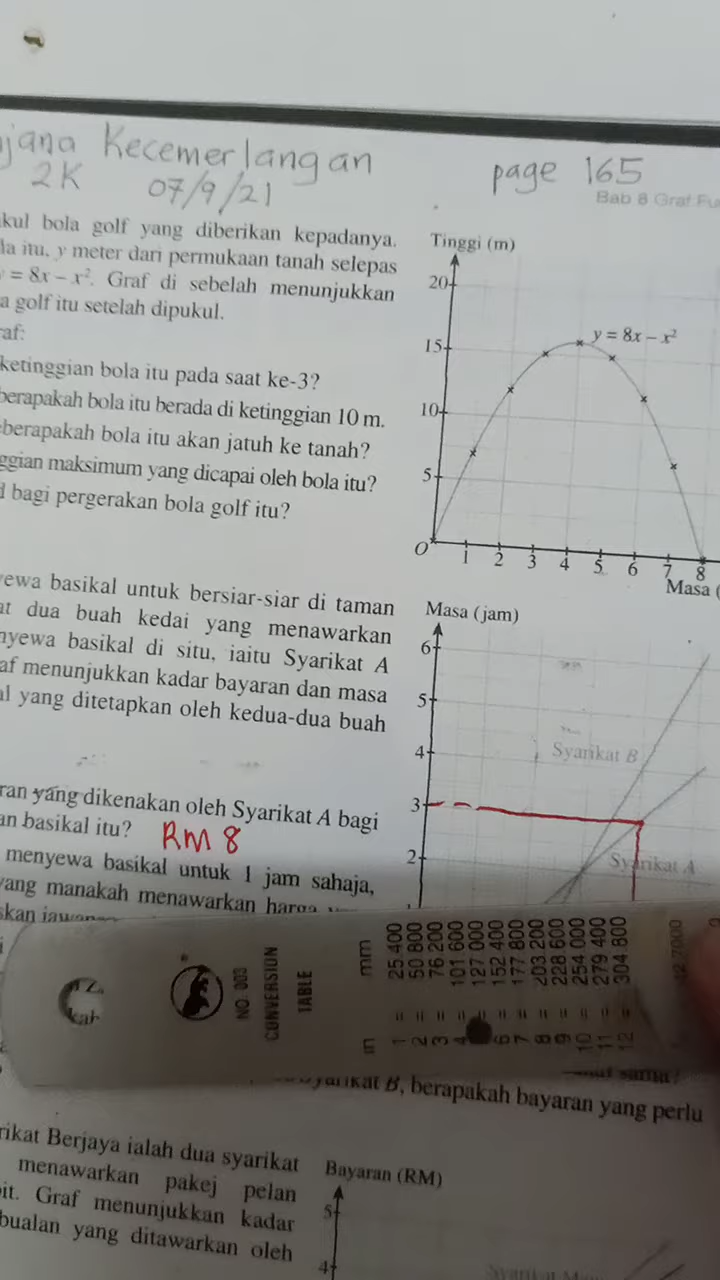 Kecemerlangan
2K 07/9/21
page 165
Bab 8 Graf
kul bola golf yang diberikan kepadanya.
la itu, y meter dari permukaan tanah selepas
= 8x – x². Graf di sebelah menunjukkan
a golf itu setelah dipukul.
af:
ketinggian bola itu pada saat ke-3?
berapakah bola itu berada di ketinggian 10 m.
berapakah bola itu akan jatuh ke tanah?
ggian maksimum yang dicapai oleh bola itu?
bagi pergerakan bola golf itu?
Tinggi (m)
20
15
10
5
O
1 2 3 4 5 6 7 8
Masa (
y = 8x – x²
ewa basikal untuk bersiar-siar di taman
at dua buah kedai yang menawarkan
nyewa basikal di situ, iaitu Syarikat A
af menunjukkan kadar bayaran dan masa
al yang ditetapkan oleh kedua-dua buah
ran yang dikenakan oleh Syarikat A bagi
an basikal itu? RM 8
menyewa basikal untuk 1 jam sahaja,
yang manakah menawarkan harga
Masa (jam)
6
5
4
3
2
Syarikat B
Syarikat A
NO. 003
CONVERSION
TABLE
in mm
1 = 25 400
2 = 50 800
3 = 76 200
4 = 101 600
= 127 000
6 = 152 400
7 = 177 800
8 = 203 200
9 = 228 600
10 = 254 000
11 = 279 400
12 = 304 800
sama?
B, berapakah bayaran yang perlu
rikat Berjaya ialah dua syarikat
menawarkan pakej pelan
it. Graf menunjukkan kadar
bualan yang ditawarkan oleh
Bayaran (RM)
5
4